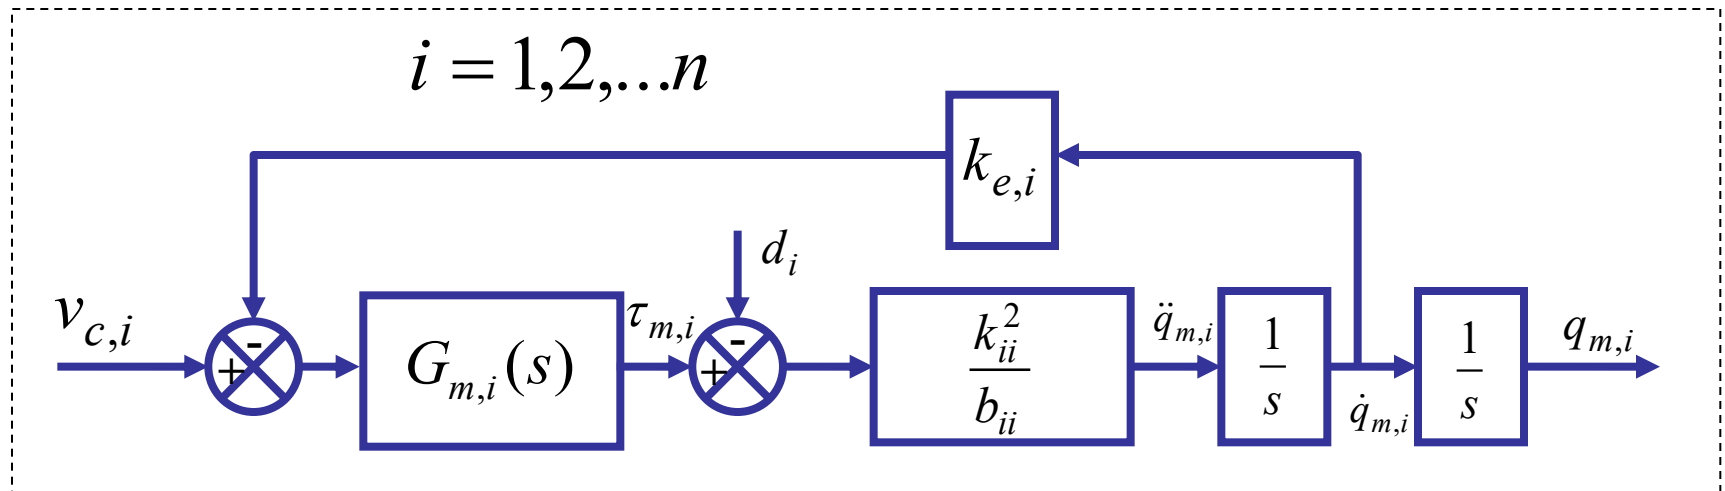 i = 1,2,...n
k_{e,i}
d_i
v_{c,i}
-
+
G_{m,i}(s)
τ_{m,i}
-
+
k_{ii}^2
b_{ii}
q̈_{m,i}
1
s
q̇_{m,i}
1
s
q_{m,i}